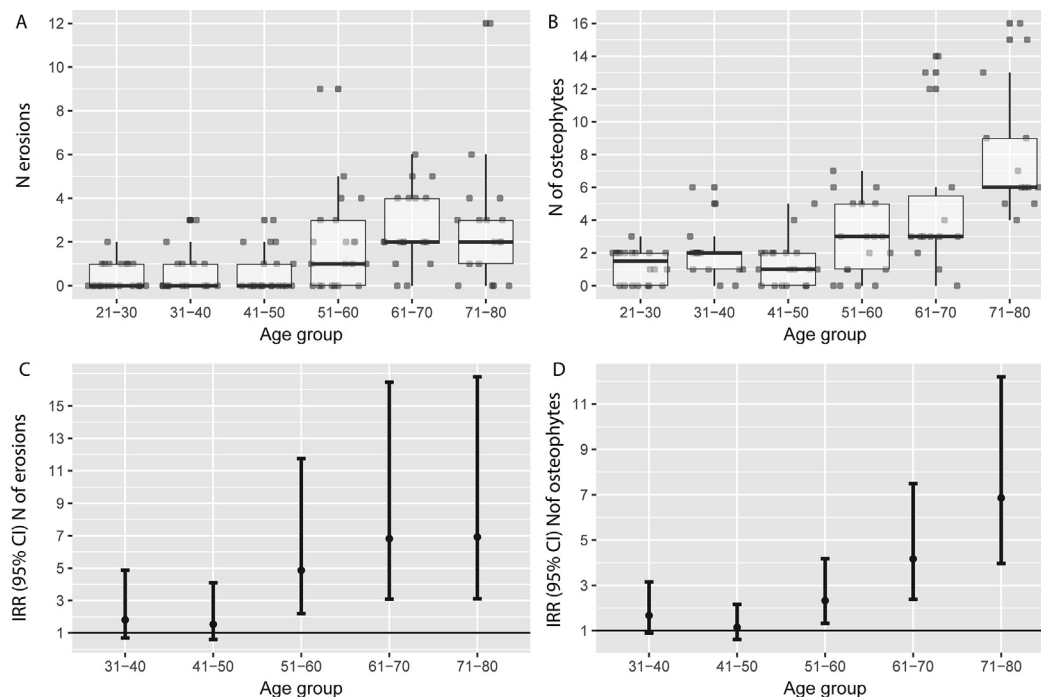 A
N erosions
12
10
8
6
4
2
0
21−30 31−40 41−50 51−60 61−70 71−80
Age group
B
N of osteophytes
16
14
12
10
8
6
4
2
0
21−30 31−40 41−50 51−60 61−70 71−80
Age group
C
IRR (95% CI) N of erosions
15
13
11
9
7
5
3
1
31−40 41−50 51−60 61−70 71−80
Age group
D
IRR (95% CI) Nof osteophytes
11
9
7
5
3
1
31−40 41−50 51−60 61−70 71−80
Age group